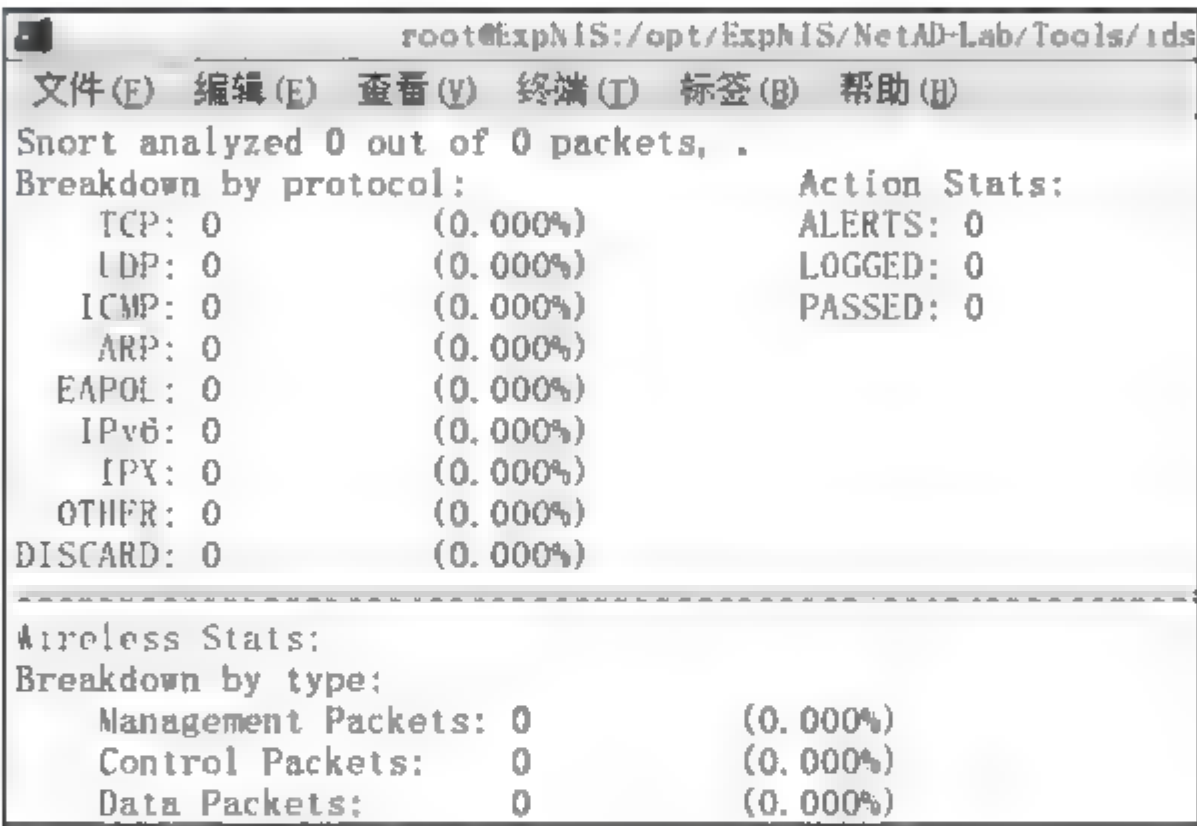 root@ExpNIS:/opt/ExpNIS/NetAD-Lab/Tools/ids
文件(F) 编辑(E) 查看(V) 终端(T) 标签(B) 帮助(H)
Snort analyzed 0 out of 0 packets, .
Breakdown by protocol: Action Stats:
TCP: 0 (0.000%) ALERTS: 0
UDP: 0 (0.000%) LOGGED: 0
ICMP: 0 (0.000%) PASSED: 0
ARP: 0 (0.000%)
EAPOL: 0 (0.000%)
IPv6: 0 (0.000%)
IPX: 0 (0.000%)
OTHER: 0 (0.000%)
DISCARD: 0 (0.000%)
Wireless Stats:
Breakdown by type:
Management Packets: 0 (0.000%)
Control Packets: 0 (0.000%)
Data Packets: 0 (0.000%)